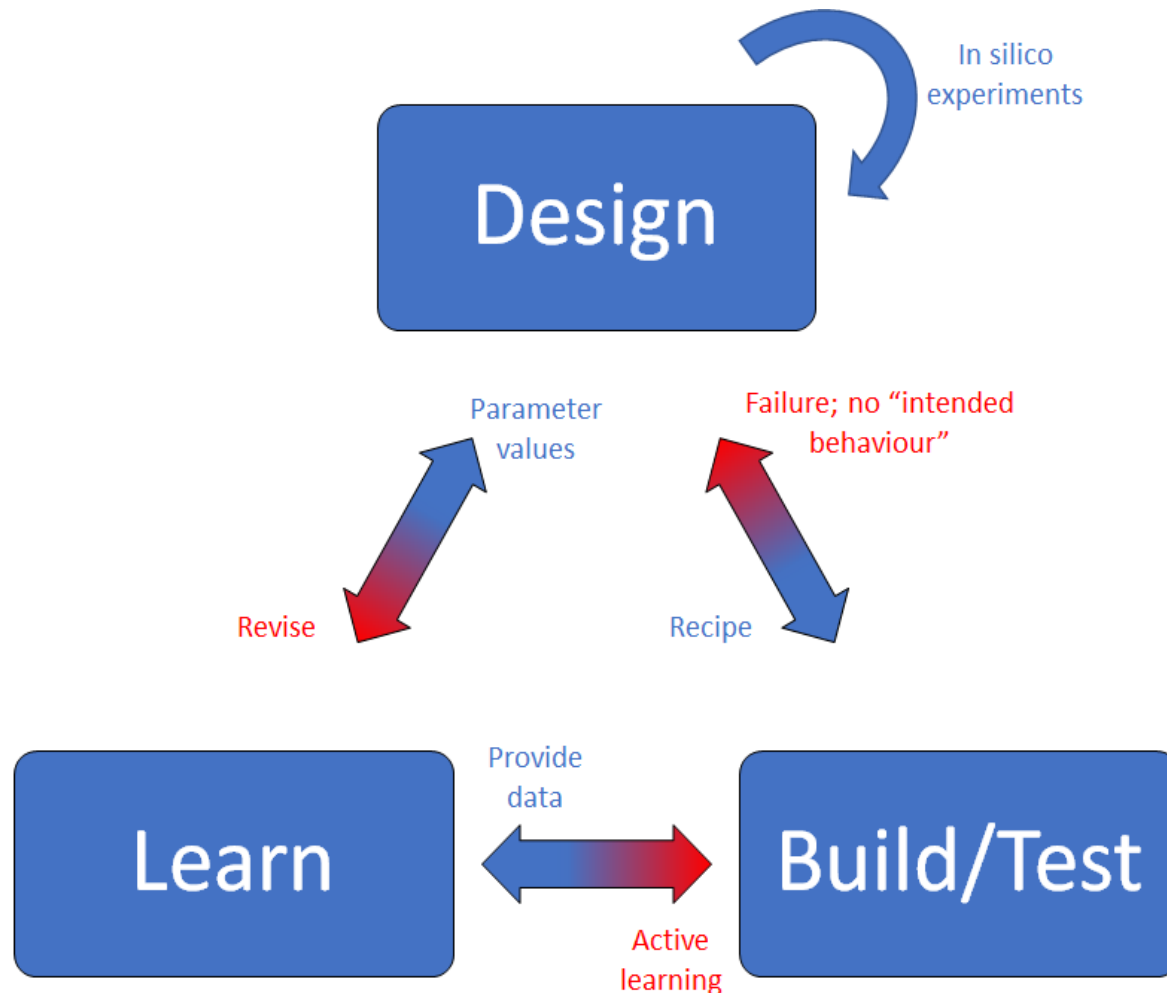 In silico
experiments
Design
Parameter
values
Failure; no “intended
behaviour”
Revise
Recipe
Provide
data
Learn
Build/Test
Active
learning